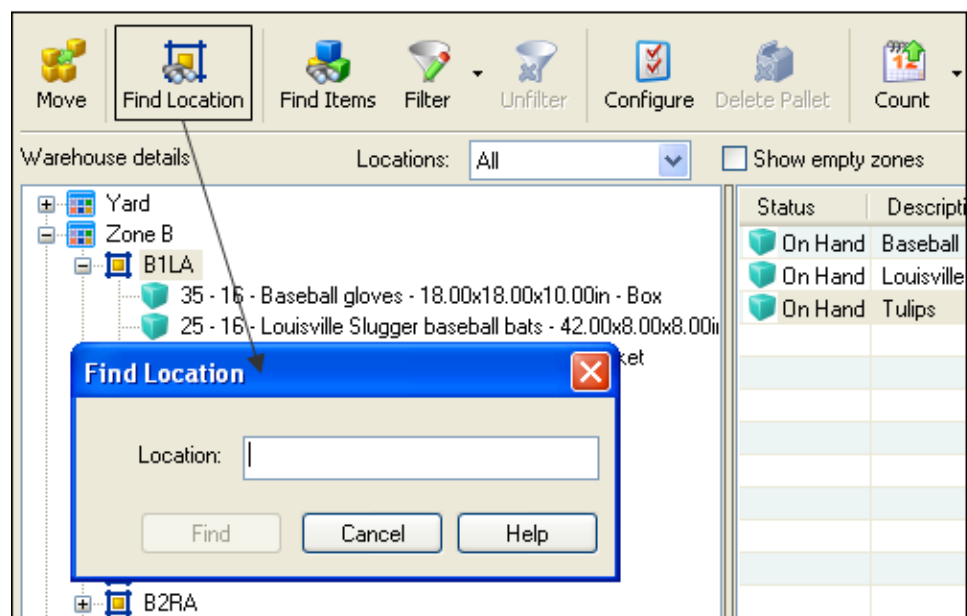 Move Find Location Find Items Filter Unfilter Configure Delete Pallet Count
Warehouse details Locations: All Show empty zones
Yard
Zone B
B1LA
35 - 16 - Baseball gloves - 18.00x18.00x10.00in - Box
25 - 16 - Louisville Slugger baseball bats - 42.00x8.00x8.00i
Find Location
Location:
Find Cancel Help
B2RA
Status Descripti
On Hand Baseball
On Hand Louisville
On Hand Tulips